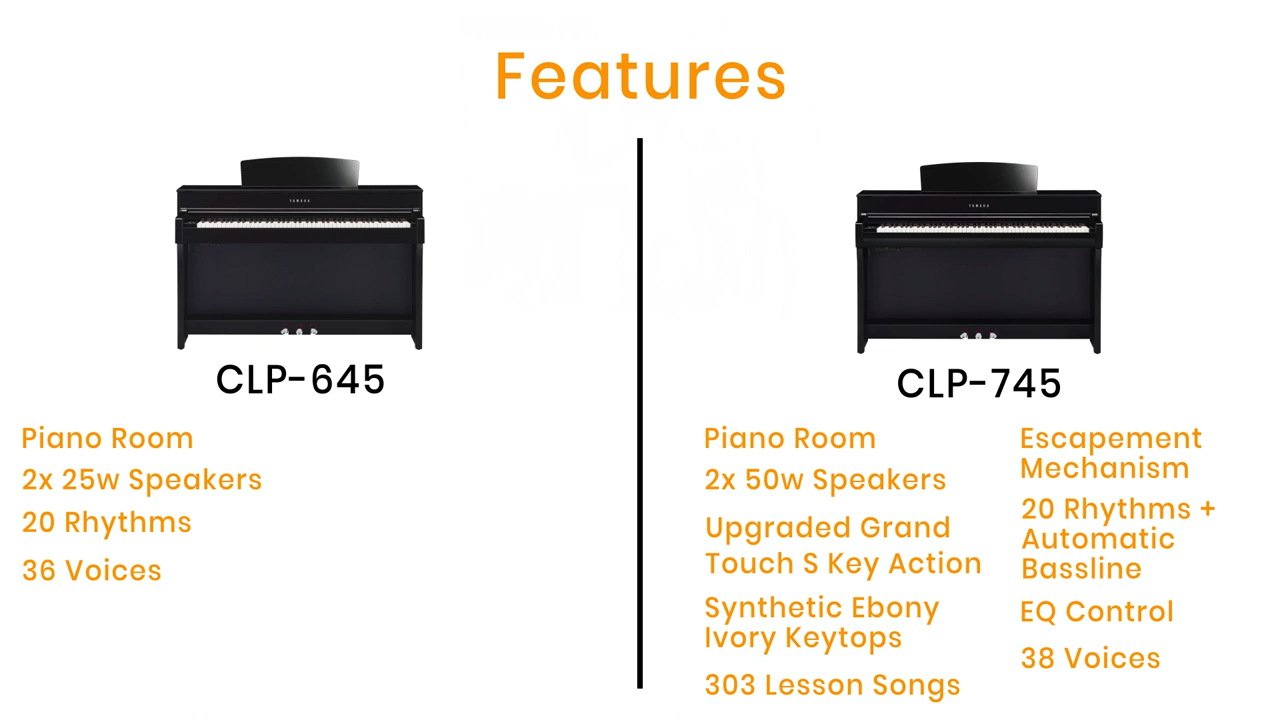 Features
YAMAHA
CLP-645
Piano Room
2x 25w Speakers
20 Rhythms
36 Voices
YAMAHA
CLP-745
Piano Room
2x 50w Speakers
Upgraded Grand
Touch S Key Action
Synthetic Ebony
Ivory Keytops
303 Lesson Songs
Escapement
Mechanism
20 Rhythms +
Automatic
Bassline
EQ Control
38 Voices